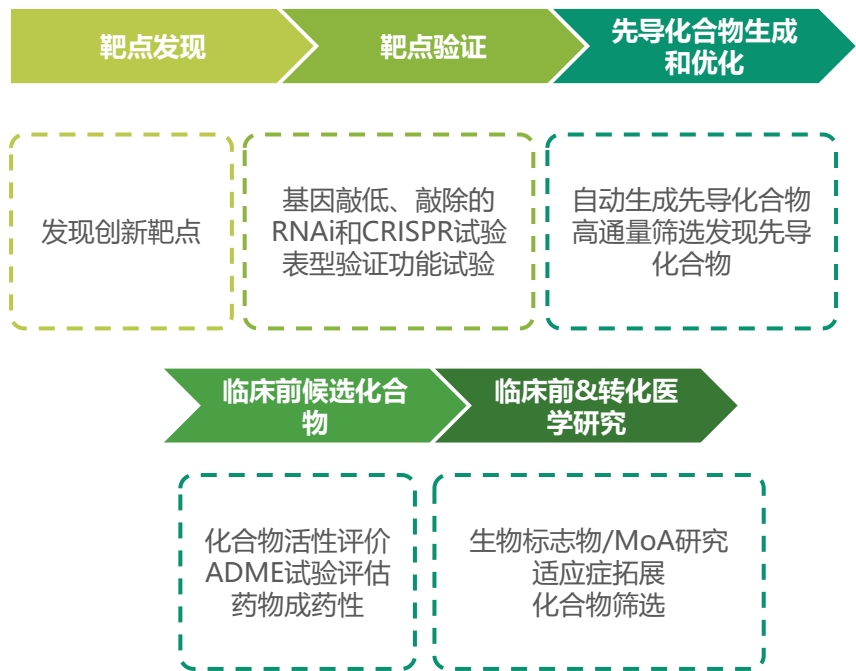 靶点发现
靶点验证
先导化合物生成
和优化
发现创新靶点
基因敲低、敲除的
RNAi和CRISPR试验
表型验证功能试验
自动生成先导化合物
高通量筛选发现先导
化合物
临床前候选化合
物
临床前&转化医
学研究
化合物活性评价
ADME试验评估
药物成药性
生物标志物/MoA研究
适应症拓展
化合物筛选